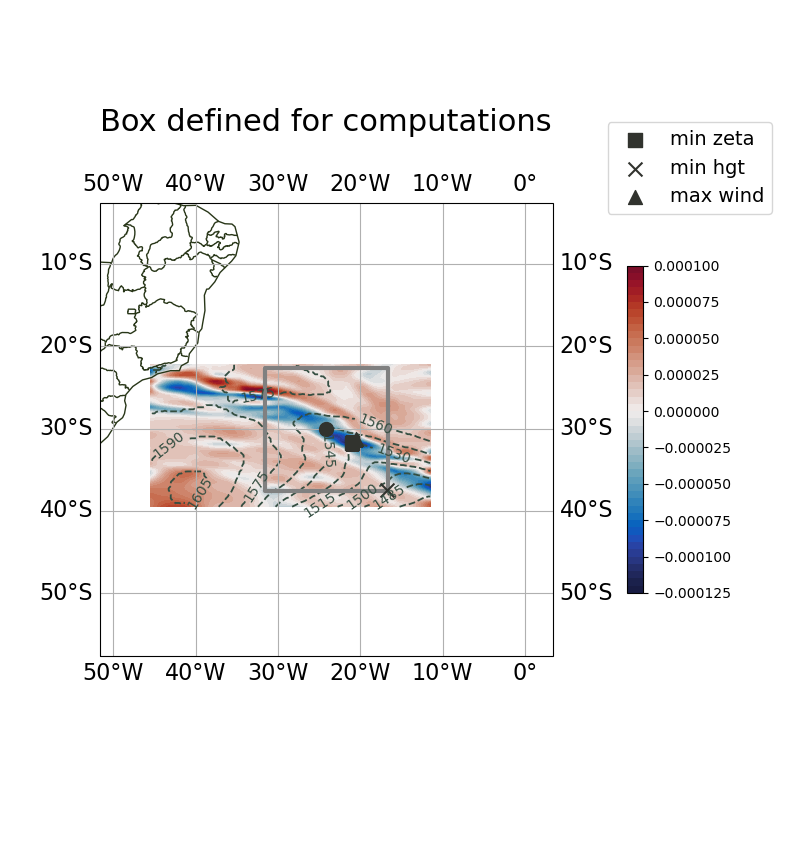 Box defined for computations
min zeta
min hgt
max wind
50°W 40°W 30°W 20°W 10°W 0°
10°S 10°S
20°S 20°S
30°S 30°S
40°S 40°S
50°S 50°S
50°W 40°W 30°W 20°W 10°W 0°
1560
1530
1545
1590
1605
1575
1515
1500
0.000100
0.000075
0.000050
0.000025
0.000000
−0.000025
−0.000050
−0.000075
−0.000100
−0.000125